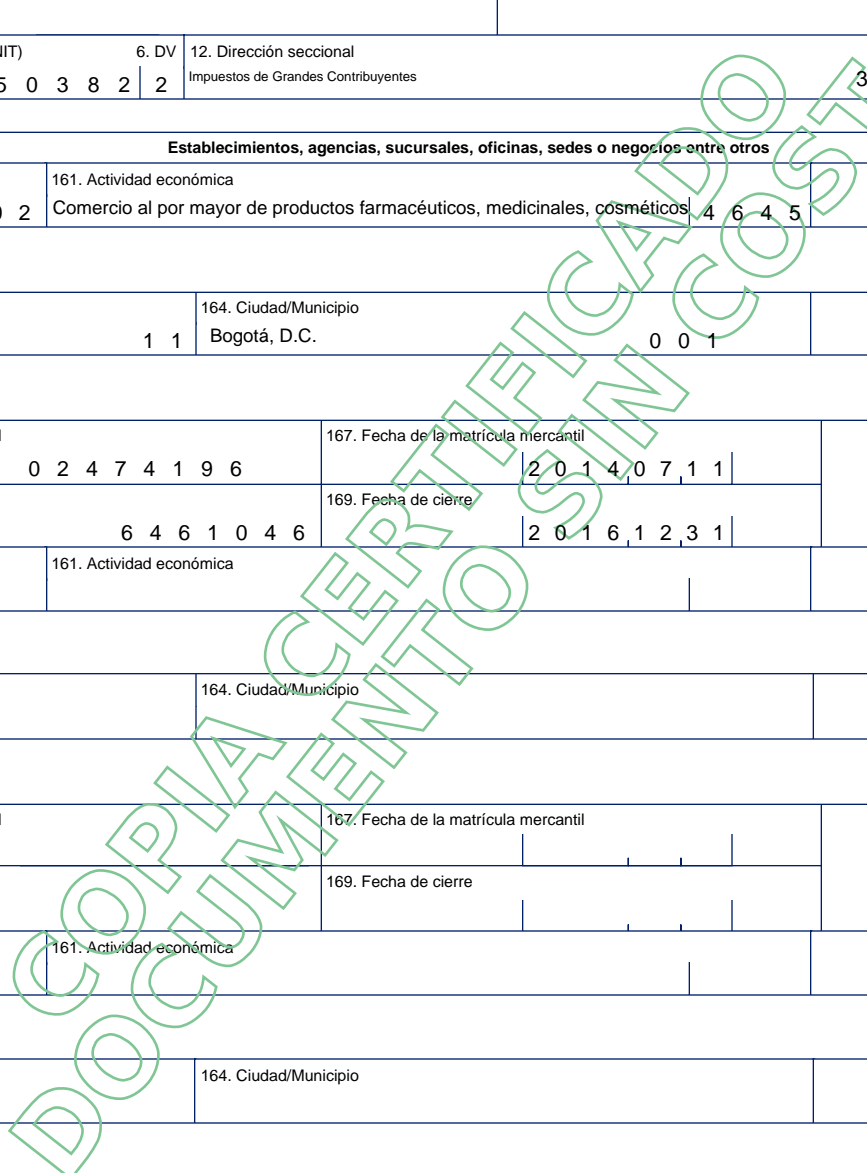 NIT) 6. DV 12. Dirección seccional
5 0 3 8 2 2 Impuestos de Grandes Contribuyentes 3
Establecimientos, agencias, sucursales, oficinas, sedes o negocios entre otros
161. Actividad económica
0 2 Comercio al por mayor de productos farmacéuticos, medicinales, cosméticos 4 6 4 5
164. Ciudad/Municipio
1 1 Bogotá, D.C. 0 0 1
167. Fecha de la matrícula mercantil
0 2 4 7 4 1 9 6 2 0 1 4 0 7 1 1
169. Fecha de cierre
6 4 6 1 0 4 6 2 0 1 6 1 2 3 1
161. Actividad económica
164. Ciudad/Municipio
167. Fecha de la matrícula mercantil
169. Fecha de cierre
161. Actividad económica
164. Ciudad/Municipio
COPIA CERTIFICADO
DOCUMENTO SIN COST